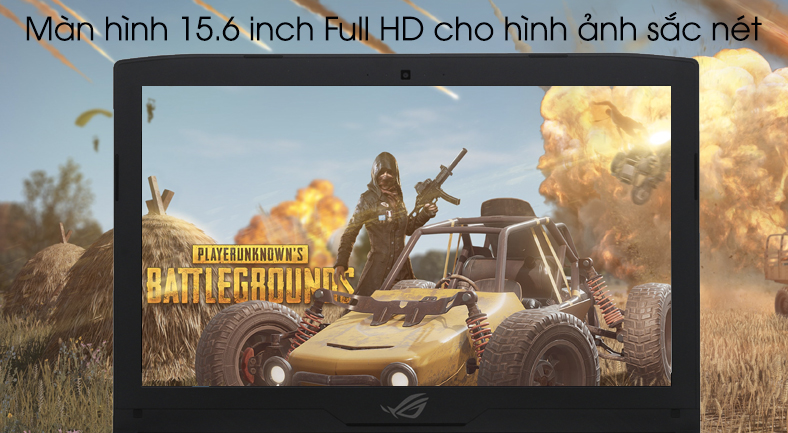 Màn hình 15.6 inch Full HD cho hình ảnh sắc nét
PLAYERUNKNOWN'S
BATTLEGROUNDS